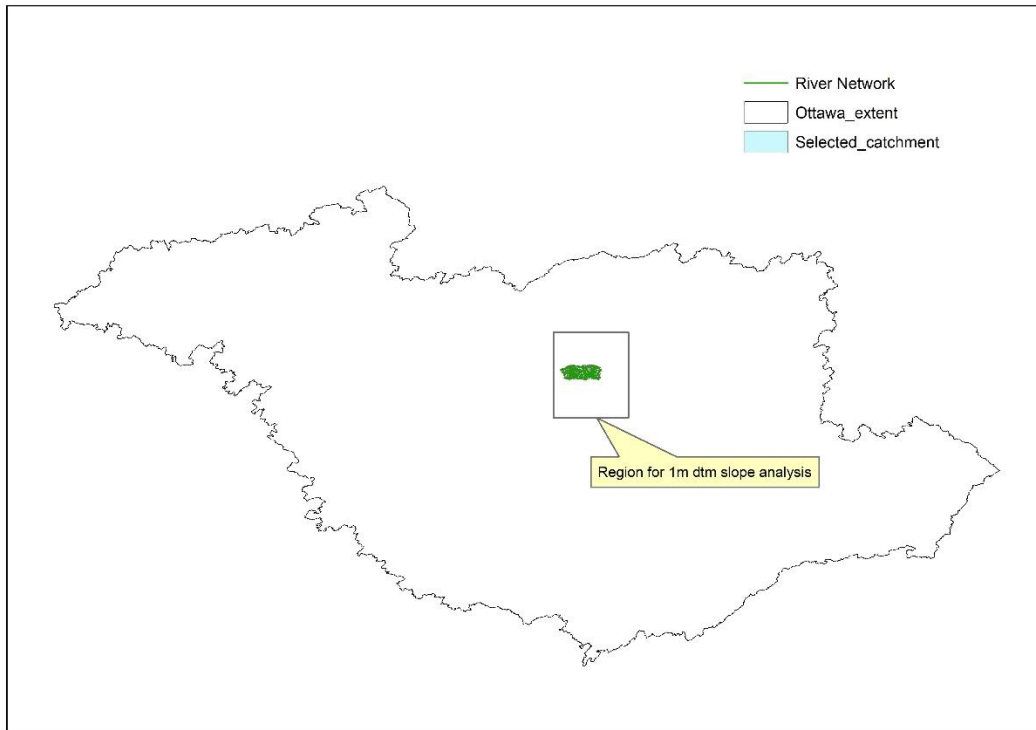 River Network
Ottawa_extent
Selected_catchment
Region for 1m dtm slope analysis